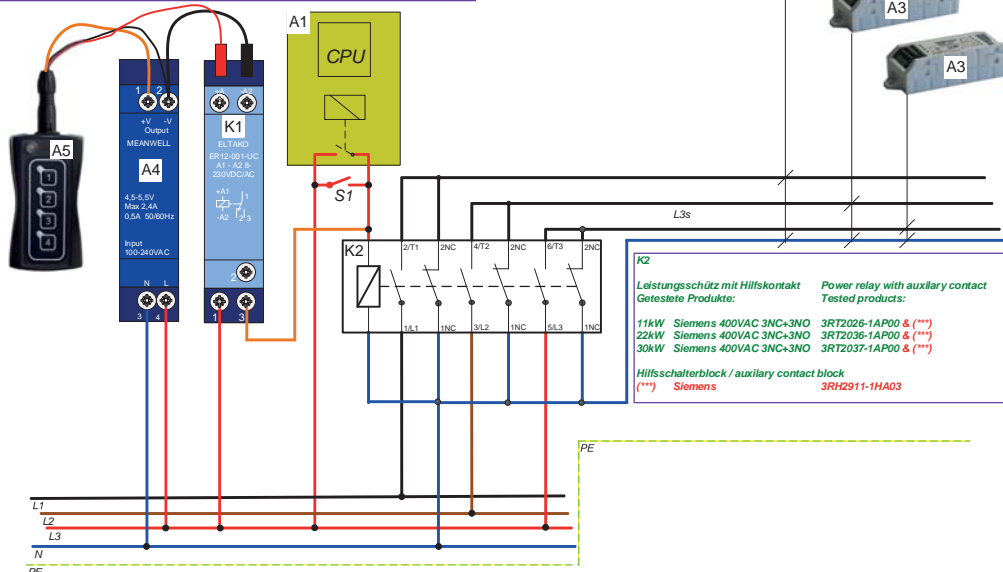 A5
1
2
3
4
1 2
+V -V
Output
MEANWELL
A4
4,5-5,5V
Max 2,4A
0,5A 50/60Hz
Input
100-240VAC
N L
3 4
+A -A2
K1
ELTAKO
ER12-001-UC
A1 - A2 8-
230VDC/AC
+A1
-A2
1
2 3
2
1 3
A1
CPU
S1
K2
2/T1 2NC 4/T2 2NC 6/T3 2NC
1/L1 1NC 3/L2 1NC 5/L3 1NC
A3
A3
L3s
K2
Leistungsschütz mit Hilfskontakt Power relay with auxilary contact
Getestete Produkte: Tested products:
11kW Siemens 400VAC 3NC+3NO 3RT2026-1AP00 & (***)
22kW Siemens 400VAC 3NC+3NO 3RT2036-1AP00 & (***)
30kW Siemens 400VAC 3NC+3NO 3RT2037-1AP00 & (***)
Hilfsschalterblock / auxilary contact block
(***) Siemens 3RH2911-1HA03
PE
L1
L2
L3
N
PE